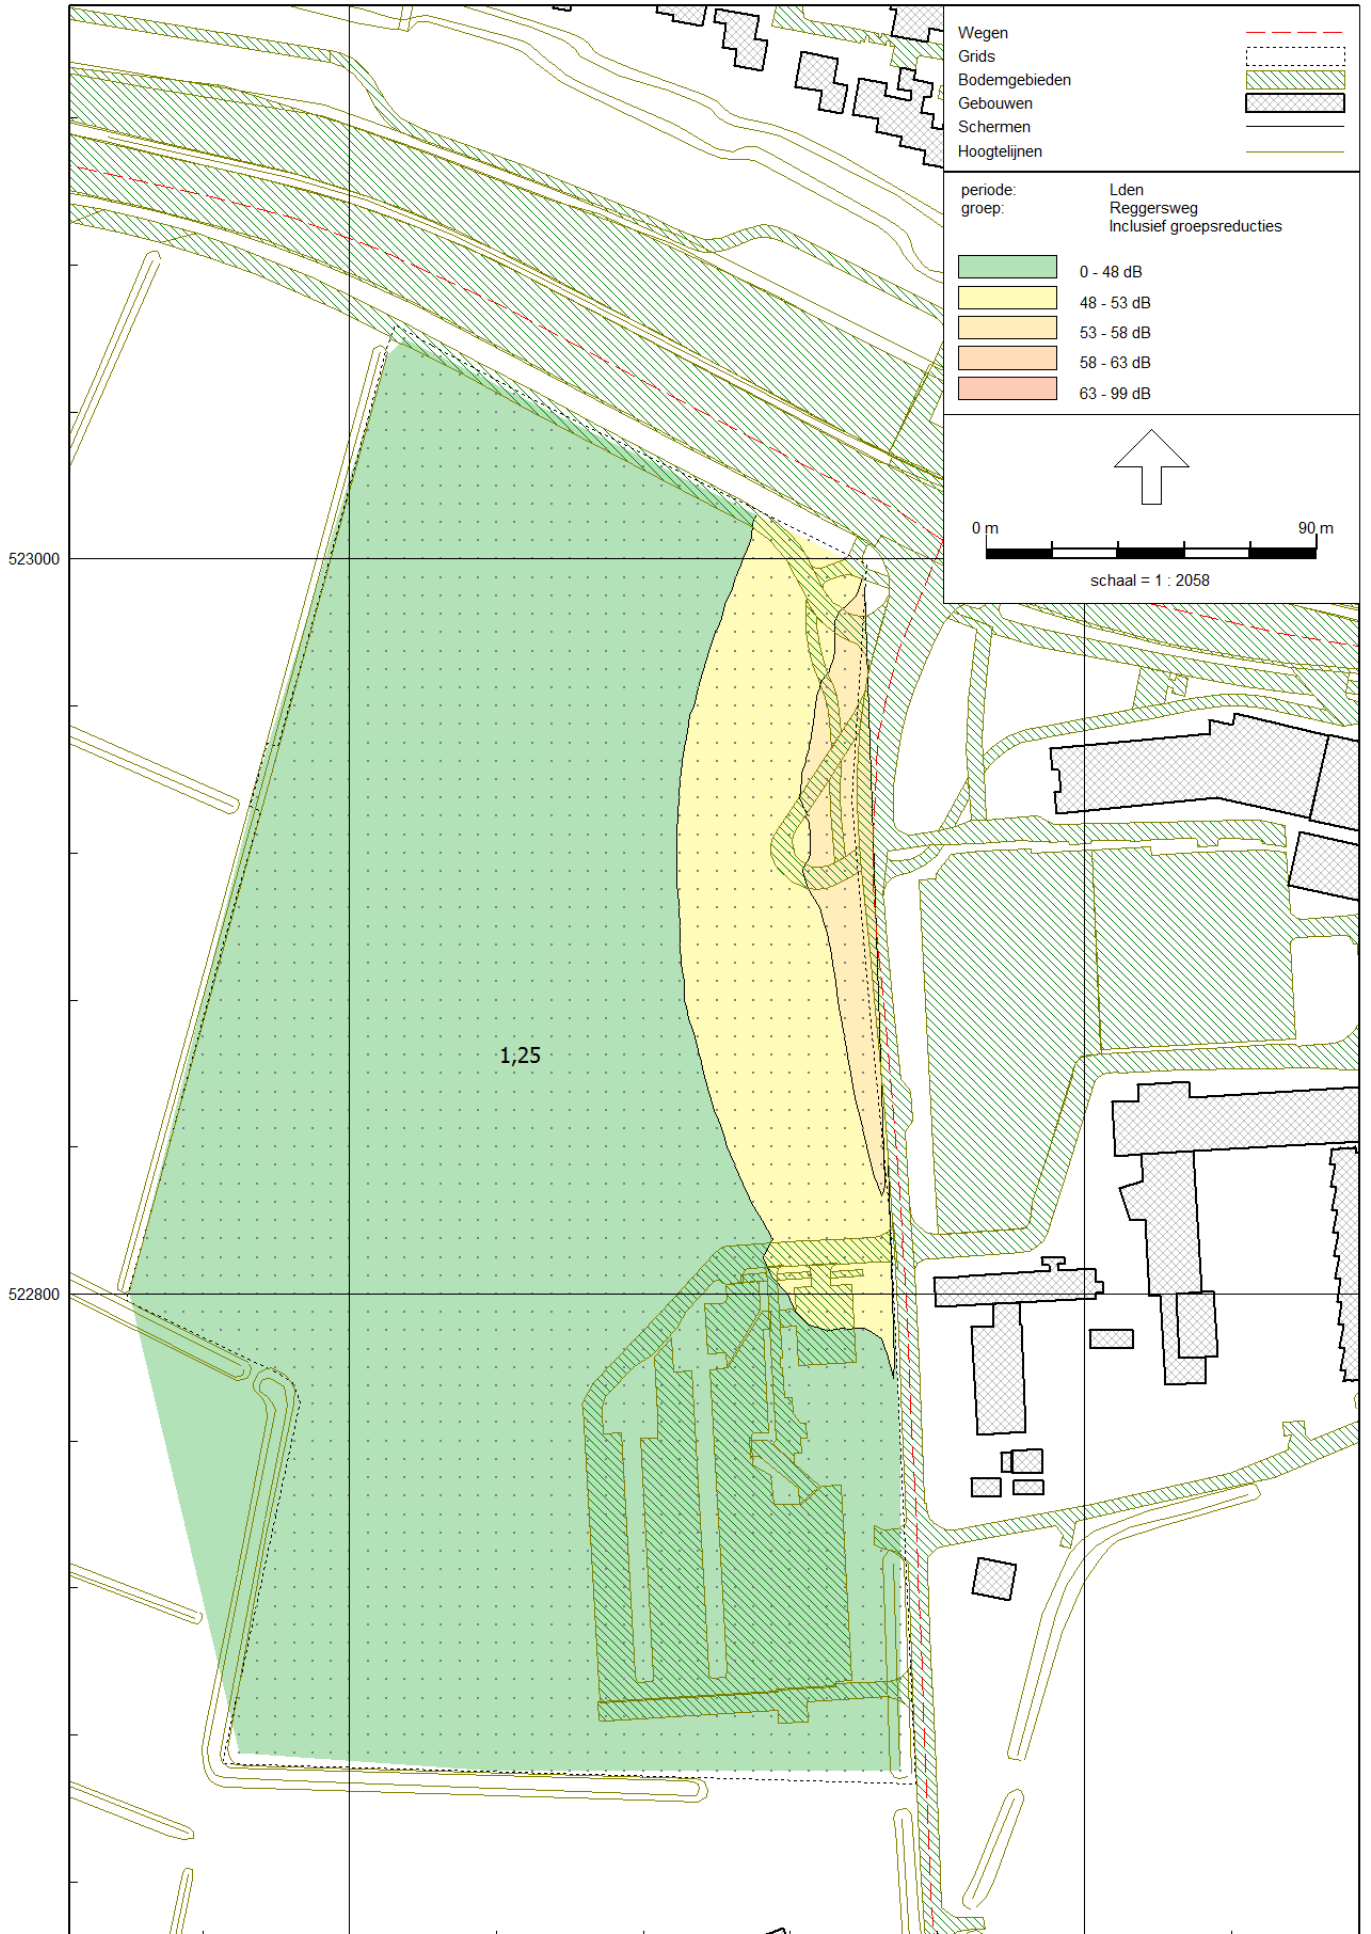 Wegen
Grids
Bodemgebieden
Gebouwen
Schermen
Hoogtelijnen
periode: Lden
groep: Reggersweg
Inclusief groepsreducties
0 - 48 dB
48 - 53 dB
53 - 58 dB
58 - 63 dB
63 - 99 dB
0 m 90 m
schaal = 1 : 2058
523000
1,25
522800